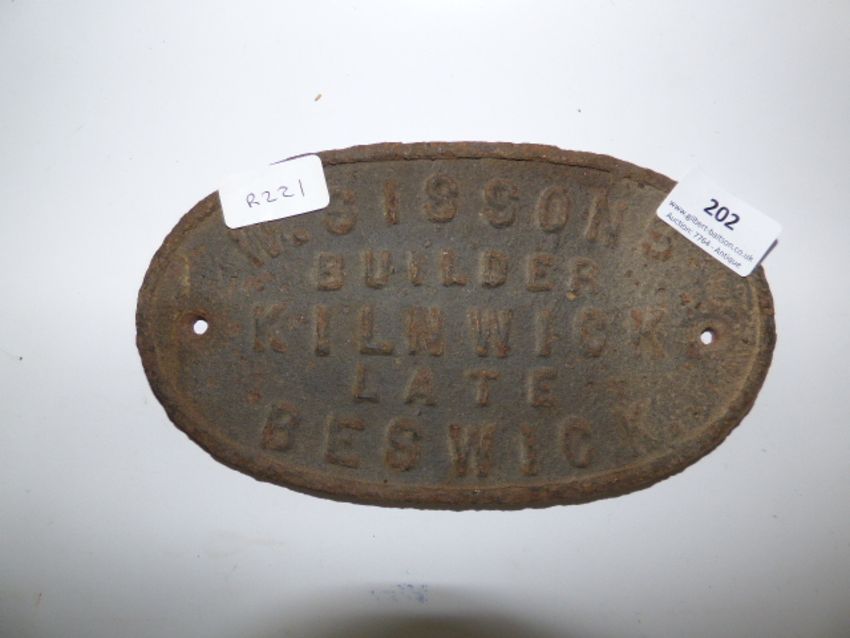 R221
202
www.gilbert-baitson.co.uk
Auction: 7764 - Antique
W. SISSONS
BUILDER
KILNWICK
LATE
BESWICK